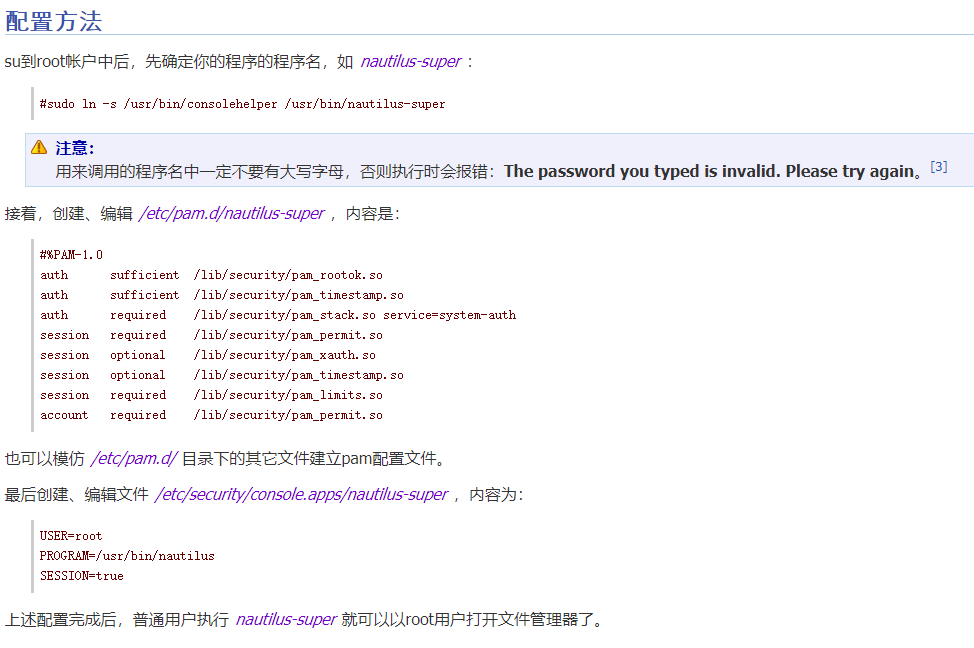 配置方法
su到root帐户中后，先确定你的程序的程序名，如 nautilus-super ：
#sudo ln -s /usr/bin/consolehelper /usr/bin/nautilus-super
注意：
用来调用的程序名中一定不要有大写字母，否则执行时会报错：The password you typed is invalid. Please try again。[3]
接着，创建、编辑 /etc/pam.d/nautilus-super ，内容是：
#%PAM-1.0
auth sufficient /lib/security/pam_rootok.so
auth sufficient /lib/security/pam_timestamp.so
auth required /lib/security/pam_stack.so service=system-auth
session required /lib/security/pam_permit.so
session optional /lib/security/pam_xauth.so
session optional /lib/security/pam_timestamp.so
session required /lib/security/pam_limits.so
account required /lib/security/pam_permit.so
也可以模仿 /etc/pam.d/ 目录下的其它文件建立pam配置文件。
最后创建、编辑文件 /etc/security/console.apps/nautilus-super ，内容为：
USER=root
PROGRAM=/usr/bin/nautilus
SESSION=true
上述配置完成后，普通用户执行 nautilus-super 就可以以root用户打开文件管理器了。